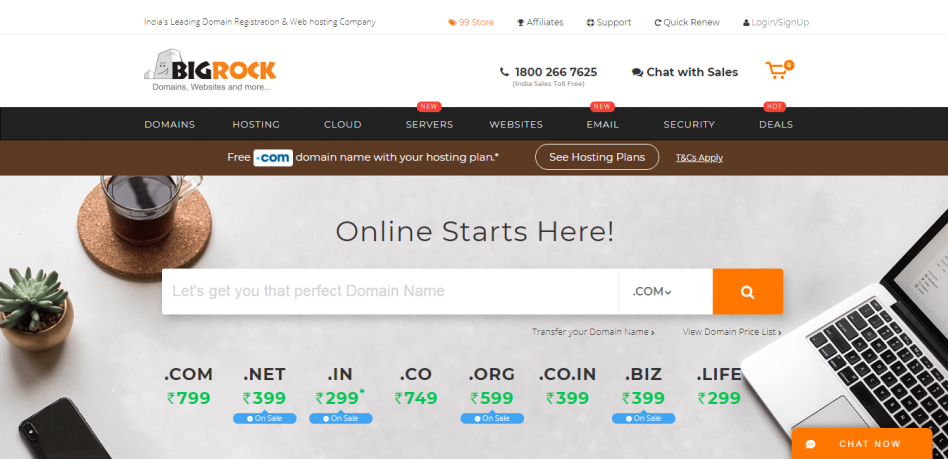 India's Leading Domain Registration & Web hosting Company
99 Store
Affiliates
Support
Quick Renew
Login/SignUp
BIGROCK
Domains, Websites and more...
1800 266 7625
(India Sales Toll Free)
Chat with Sales
0
NEW
NEW
HOT
DOMAINS
HOSTING
CLOUD
SERVERS
WEBSITES
EMAIL
SECURITY
DEALS
Free .com domain name with your hosting plan.*
See Hosting Plans
T&Cs Apply
Online Starts Here!
Let's get you that perfect Domain Name
.COM
Transfer your Domain Name ›
View Domain Price List ›
.COM
.NET
.IN
.CO
.ORG
.CO.IN
.BIZ
.LIFE
₹799
₹399
₹299*
₹749
₹599
₹399
₹399
₹299
On Sale
On Sale
On Sale
On Sale
CHAT NOW